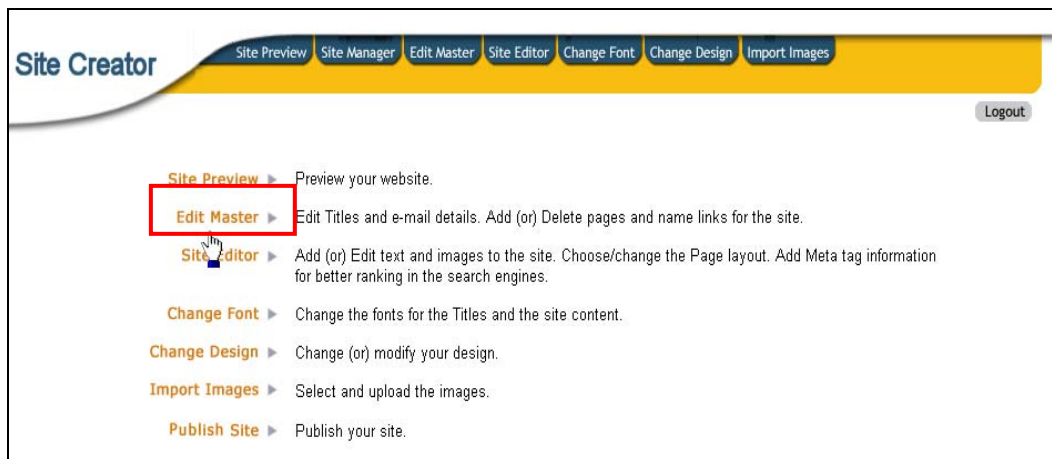 Site Creator
Site Preview Site Manager Edit Master Site Editor Change Font Change Design Import Images
Logout
Site Preview Preview your website.
Edit Master Edit Titles and e-mail details. Add (or) Delete pages and name links for the site.
Site Editor Add (or) Edit text and images to the site. Choose/change the Page layout. Add Meta tag information
for better ranking in the search engines.
Change Font Change the fonts for the Titles and the site content.
Change Design Change (or) modify your design.
Import Images Select and upload the images.
Publish Site Publish your site.